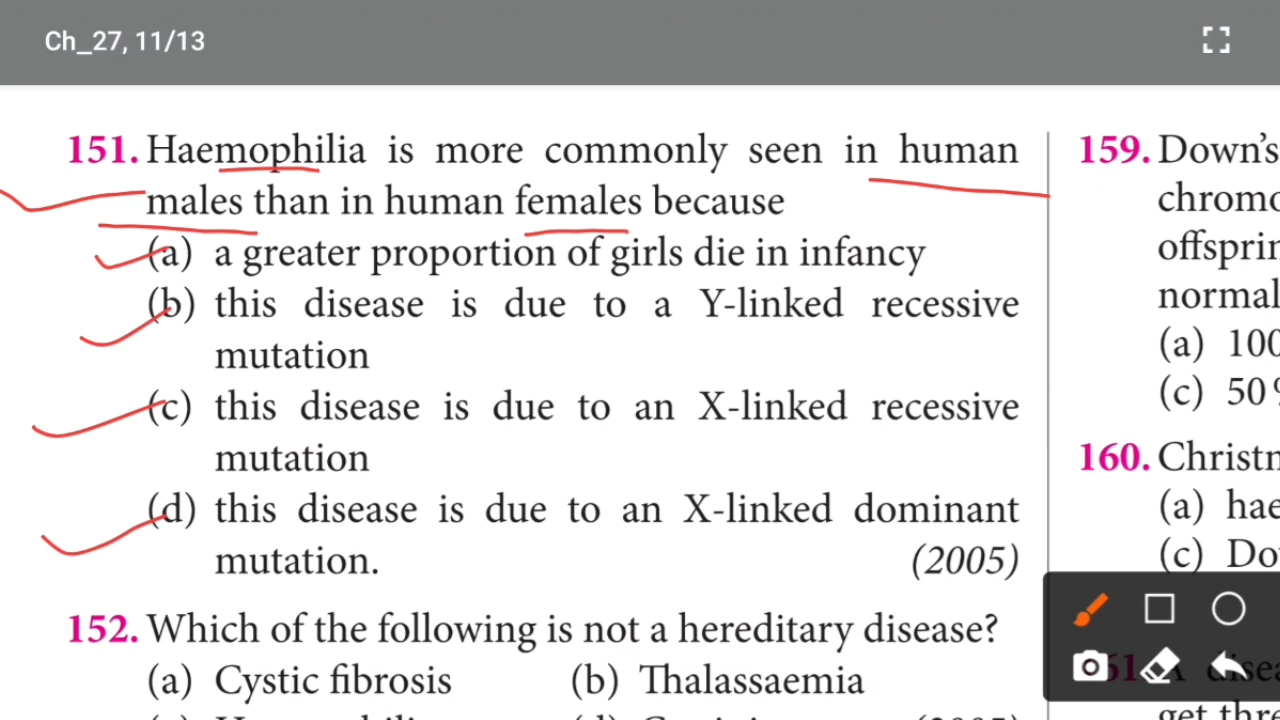 Ch_27, 11/13
151. Haemophilia is more commonly seen in human
males than in human females because
(a) a greater proportion of girls die in infancy
(b) this disease is due to a Y-linked recessive
mutation
(c) this disease is due to an X-linked recessive
mutation
(d) this disease is due to an X-linked dominant
mutation. (2005)
152. Which of the following is not a hereditary disease?
(a) Cystic fibrosis (b) Thalassaemia
159. Down's
chromo
offsprin
normal
(a) 100
(c) 50%
160. Christm
(a) hae
(c) Do
get thre